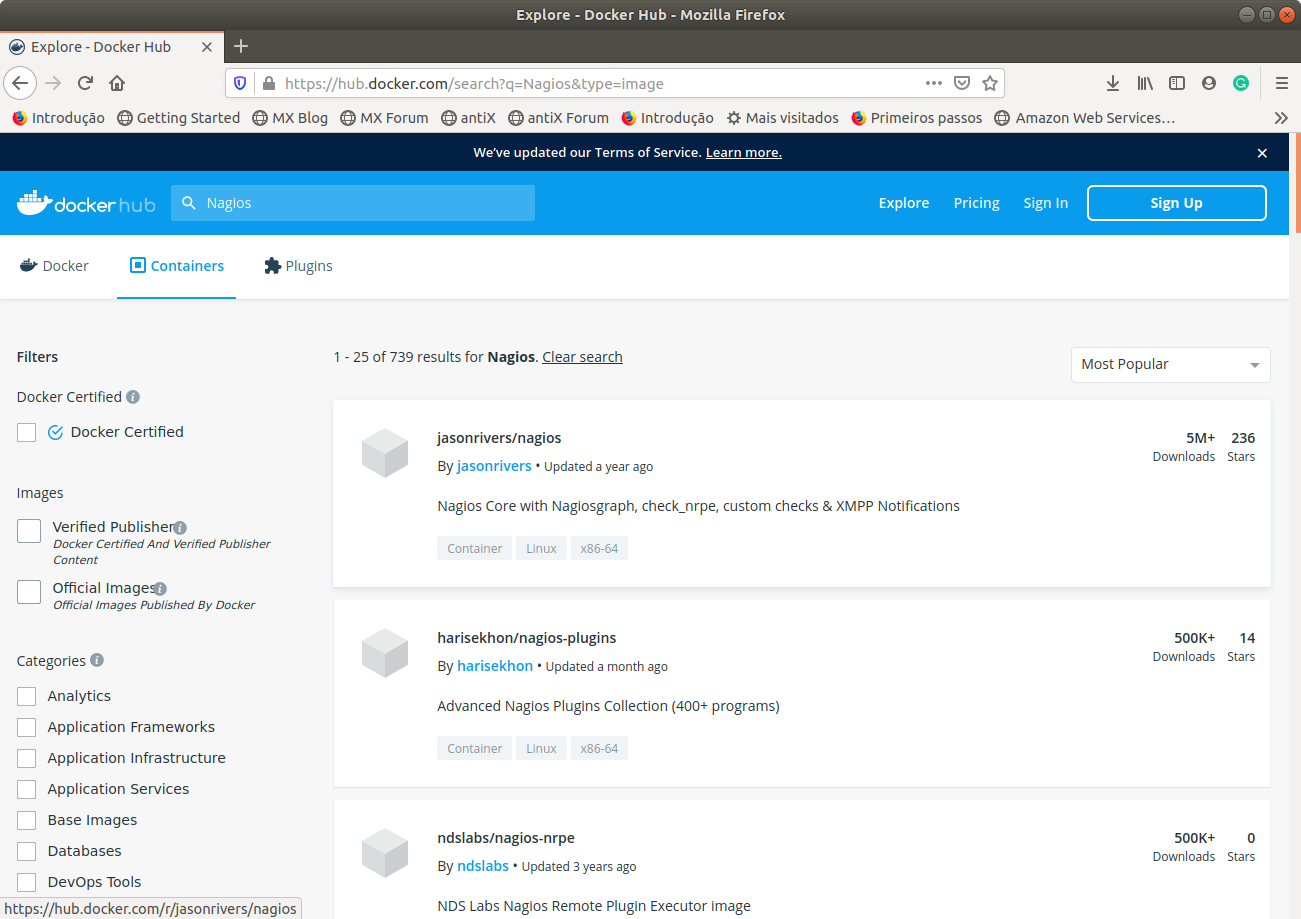 Explore - Docker Hub - Mozilla Firefox
Explore - Docker Hub
https://hub.docker.com/search?q=Nagios&type=image
Introdução Getting Started MX Blog MX Forum antiX antiX Forum Introdução Mais visitados Primeiros passos Amazon Web Services…
We've updated our Terms of Service. Learn more.
docker hub Nagios Explore Pricing Sign In Sign Up
Docker Containers Plugins
Filters
Docker Certified
Docker Certified
Images
Verified Publisher
Docker Certified And Verified Publisher
Content
Official Images
Official Images Published By Docker
Categories
Analytics
Application Frameworks
Application Infrastructure
Application Services
Base Images
Databases
DevOps Tools
1 - 25 of 739 results for Nagios. Clear search
Most Popular
jasonrivers/nagios 5M+ 236
By jasonrivers • Updated a year ago Downloads Stars
Nagios Core with Nagiosgraph, check_nrpe, custom checks & XMPP Notifications
Container Linux x86-64
harisekhon/nagios-plugins 500K+ 14
By harisekhon • Updated a month ago Downloads Stars
Advanced Nagios Plugins Collection (400+ programs)
Container Linux x86-64
ndslabs/nagios-nrpe 500K+ 0
By ndslabs • Updated 3 years ago Downloads Stars
NDS Labs Nagios Remote Plugin Executor image
https://hub.docker.com/r/jasonrivers/nagios